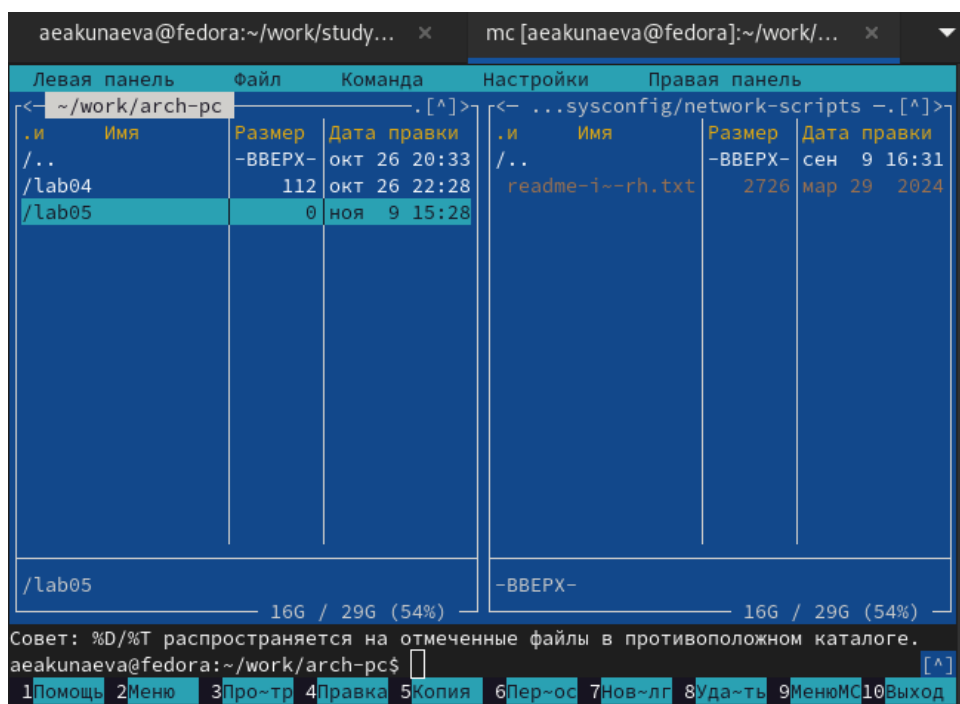 aeakunaeva@fedora:~/work/study... × mc [aeakunaeva@fedora]:~/work/... ×
Левая панель Файл Команда Настройки Правая панель
<— ~/work/arch-pc .[^]> <— ...sysconfig/network-scripts —.[^]>
.и Имя Размер Дата правки .и Имя Размер Дата правки
/.. -ВВЕРХ- окт 26 20:33 /.. -ВВЕРХ- сен 9 16:31
/lab04 112 окт 26 22:28 readme-i~-rh.txt 2726 мар 29 2024
/lab05 0 ноя 9 15:28
/lab05 -ВВЕРХ-
16G / 29G (54%) 16G / 29G (54%)
Совет: %D/%T распространяется на отмеченные файлы в противоположном каталоге.
aeakunaeva@fedora:~/work/arch-pc$ [^]
1Помощь 2Меню 3Про~тр 4Правка 5Копия 6Пер~ос 7Нов~лг 8Уда~ть 9МенюMC10Выход